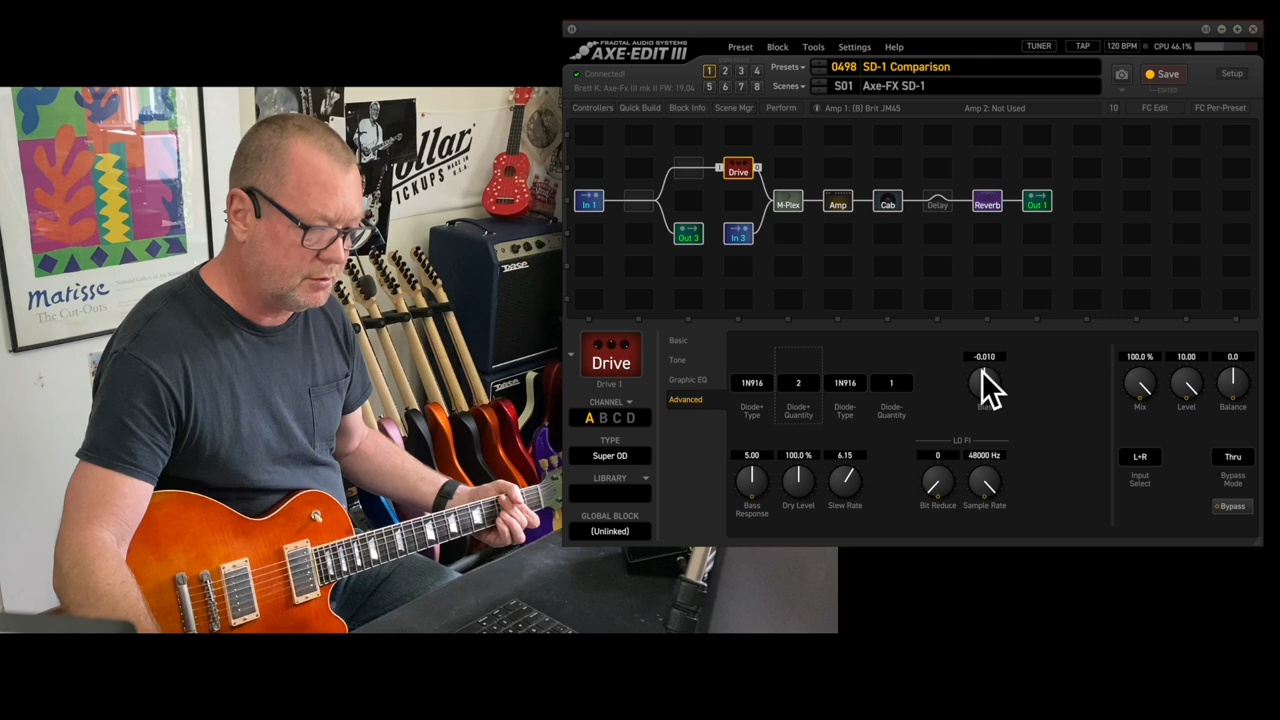 Matisse
The Cut-Outs
ollar
MADE IN U.S.A.
PICKUPS
FRACTAL AUDIO SYSTEMS
AXE-EDIT III
Preset Block Tools Settings Help
TUNER TAP 120 BPM CPU 46.1%
Connected!
Brett K: Axe-Fx III mk II FW: 19.04
1 2 3 4
5 6 7 8
Presets 0498 SD-1 Comparison
Scenes S01 Axe-Fx SD-1
Save
EDITED
Setup
Controllers Quick Build Block Info Scene Mgr Perform Amp 1: (B) Brit JM45 Amp 2: Not Used 10 FC Edit FC Per-Preset
I Drive O
In 1 M-Plex Amp Cab Delay Reverb Out 1
Out 3 In 3
Drive
Drive 1
CHANNEL
A B C D
TYPE
Super OD
LIBRARY
GLOBAL BLOCK
(Unlinked)
Basic
Tone
Graphic EQ
Advanced
-0.010 100.0 % 10.00 0.0
1N916 2 1N916 1
Diode+ Type Diode+ Quantity Diode- Type Diode- Quantity Mix Level Balance
LO FI
5.00 100.0 % 6.15 0 48000 Hz L+R Thru
Bass Response Dry Level Slew Rate Bit Reduce Sample Rate Input Select Bypass Mode
Bypass